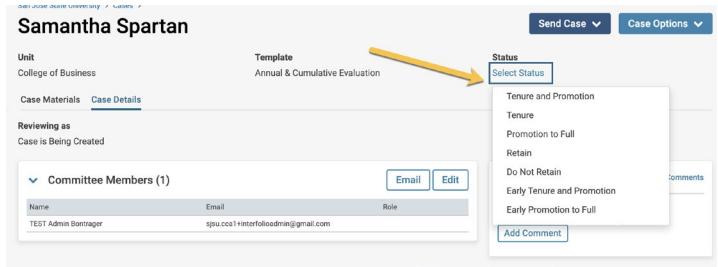 San Jose State University > Cases >
Samantha Spartan
Send Case
Case Options
Unit
Template
Status
College of Business
Annual & Cumulative Evaluation
Select Status
Case Materials
Case Details
Tenure and Promotion
Tenure
Promotion to Full
Retain
Do Not Retain
Early Tenure and Promotion
Early Promotion to Full
Reviewing as
Case is Being Created
Committee Members (1)
Email
Edit
Comments
Name
Email
Role
TEST Admin Bontrager
sjsu.cca1+interfolioadmin@gmail.com
Add Comment